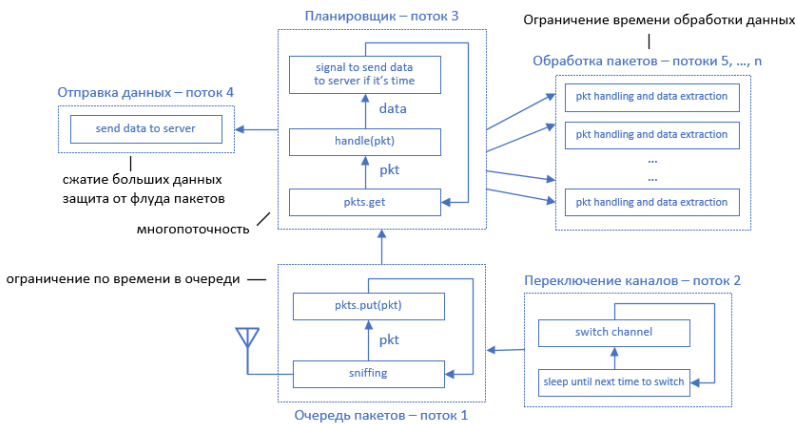 Планировщик – поток 3
Ограничение времени обработки данных
signal to send data
to server if it's time
Обработка пакетов – потоки 5, ..., n
Отправка данных – поток 4
pkt handling and data extraction
data
send data to server
handle(pkt)
pkt handling and data extraction
...
pkt
...
сжатие больших данных
защита от флуда пакетов
pkts.get
pkt handling and data extraction
многопоточность
ограничение по времени в очереди
Переключение каналов – поток 2
pkts.put(pkt)
switch channel
pkt
sniffing
sleep until next time to switch
Очередь пакетов – поток 1